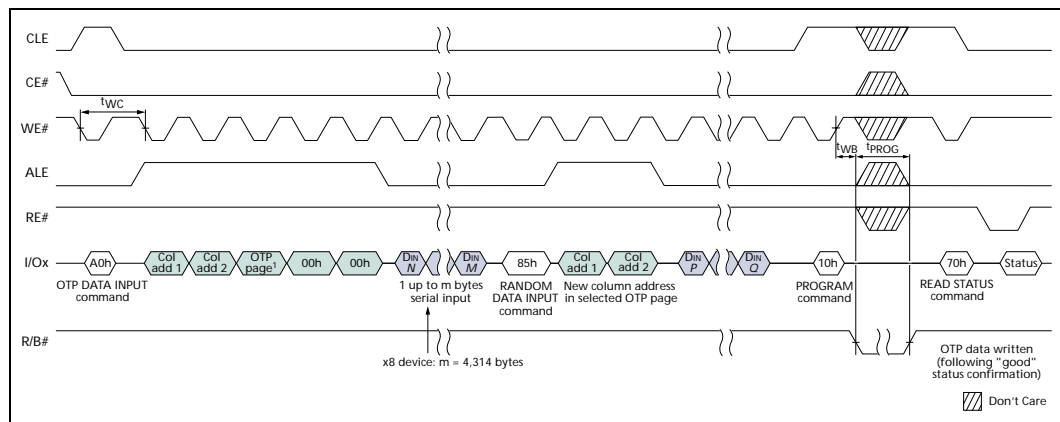 CLE
CE#
tWC
WE#
tWB tPROG
ALE
RE#
I/Ox
A0h
Col add 1
Col add 2
OTP page¹
00h
00h
DIN N
DIN M
85h
Col add 1
Col add 2
DIN P
DIN Q
10h
70h
Status
OTP DATA INPUT
command
1 up to m bytes
serial input
RANDOM
DATA INPUT
command
New column address
in selected OTP page
PROGRAM
command
READ STATUS
command
R/B#
x8 device: m = 4,314 bytes
OTP data written
(following "good"
status confirmation)
Don't Care